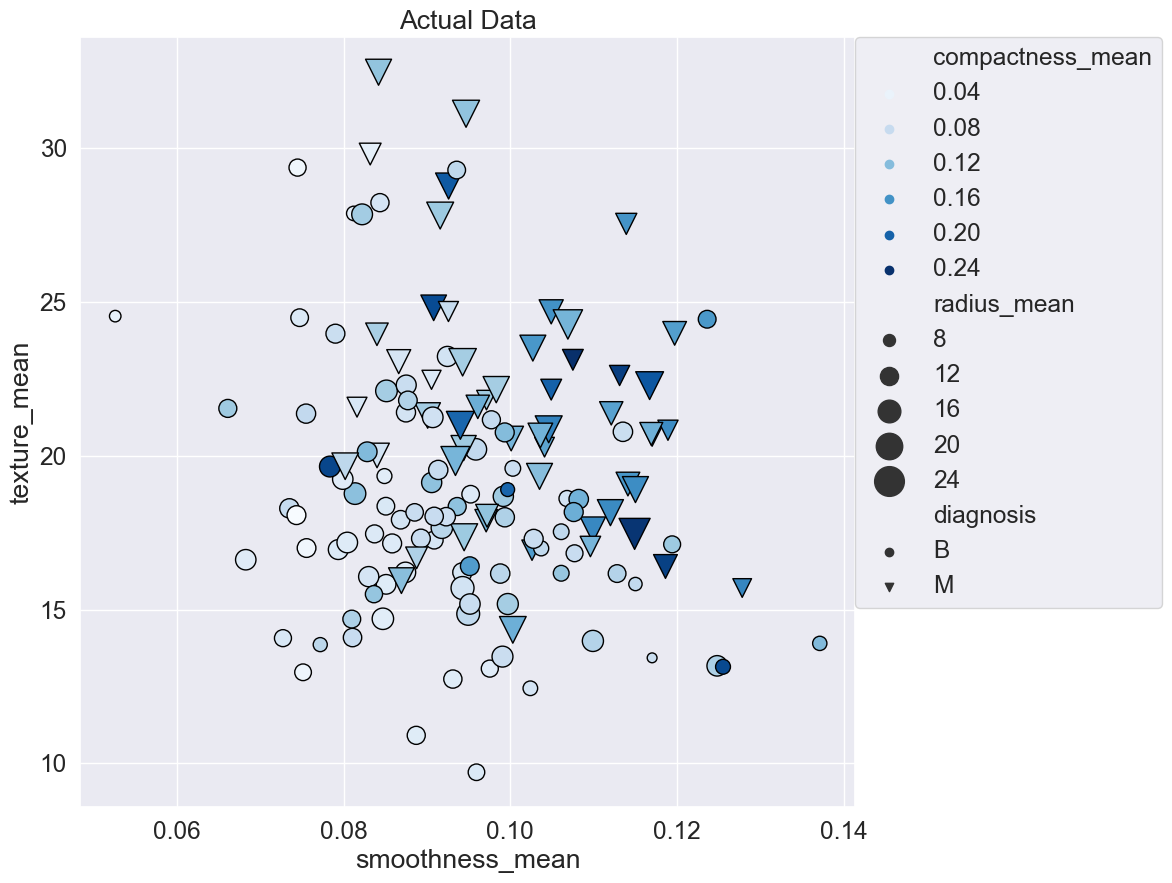 Actual Data
compactness_mean
0.04
0.08
0.12
0.16
0.20
0.24
radius_mean
8
12
16
20
24
diagnosis
B
M
texture_mean
30
25
20
15
10
0.06 0.08 0.10 0.12 0.14
smoothness_mean